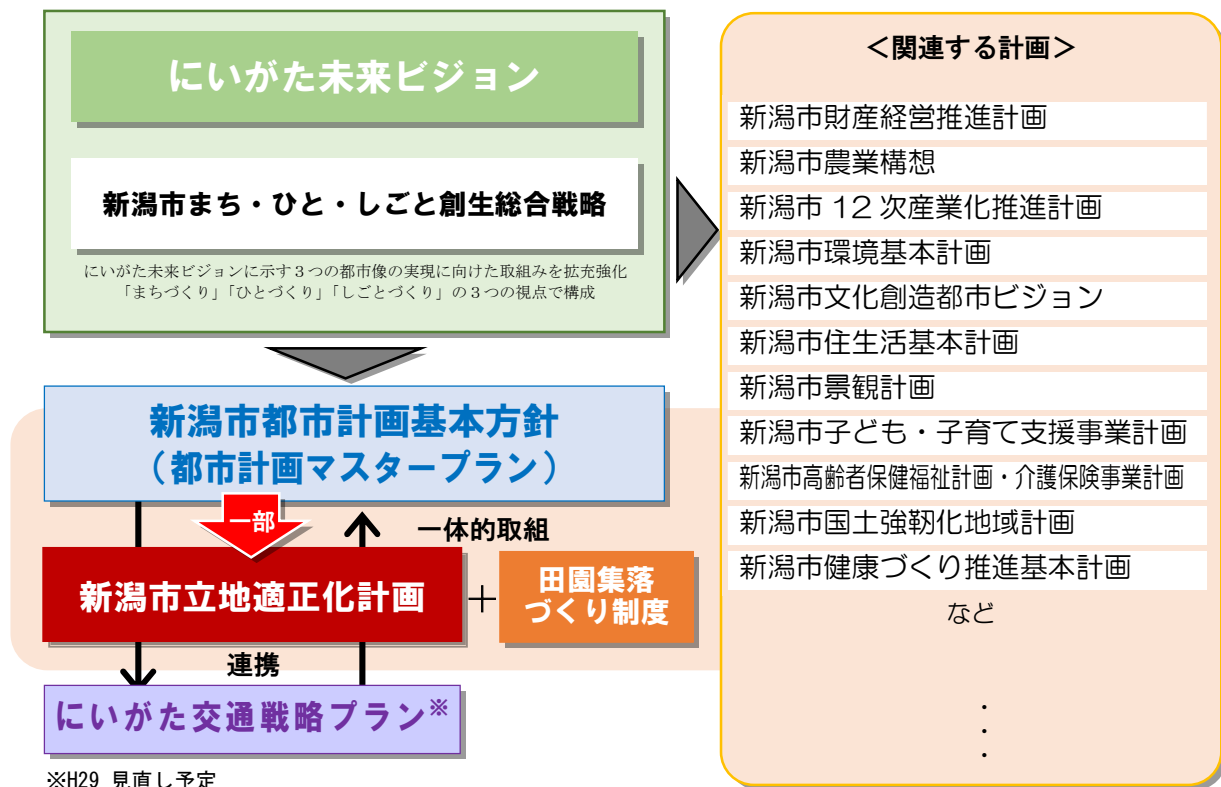 にいがた未来ビジョン
新潟市まち・ひと・しごと創生総合戦略
にいがた未来ビジョンに示す３つの都市像の実現に向けた取組みを拡充強化
「まちづくり」「ひとづくり」「しごとづくり」の３つの視点で構成
新潟市都市計画基本方針
（都市計画マスタープラン）
一部
一体的取組
新潟市立地適正化計画
＋
田園集落
づくり制度
連携
にいがた交通戦略プラン※
※H29 見直し予定
＜関連する計画＞
新潟市財産経営推進計画
新潟市農業構想
新潟市 12 次産業化推進計画
新潟市環境基本計画
新潟市文化創造都市ビジョン
新潟市住生活基本計画
新潟市景観計画
新潟市子ども・子育て支援事業計画
新潟市高齢者保健福祉計画・介護保険事業計画
新潟市国土強靭化地域計画
新潟市健康づくり推進基本計画
など
・
・
・